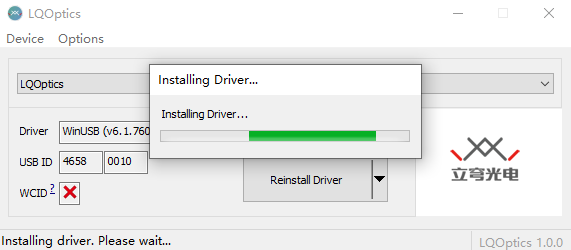 LQOptics
Device Options
LQOptics
Installing Driver...
Installing Driver...
Driver WinUSB (v6.1.760
USB ID 4658 0010
WCID ?
Reinstall Driver
立穹光电
Installing driver. Please wait...
LQOptics 1.0.0